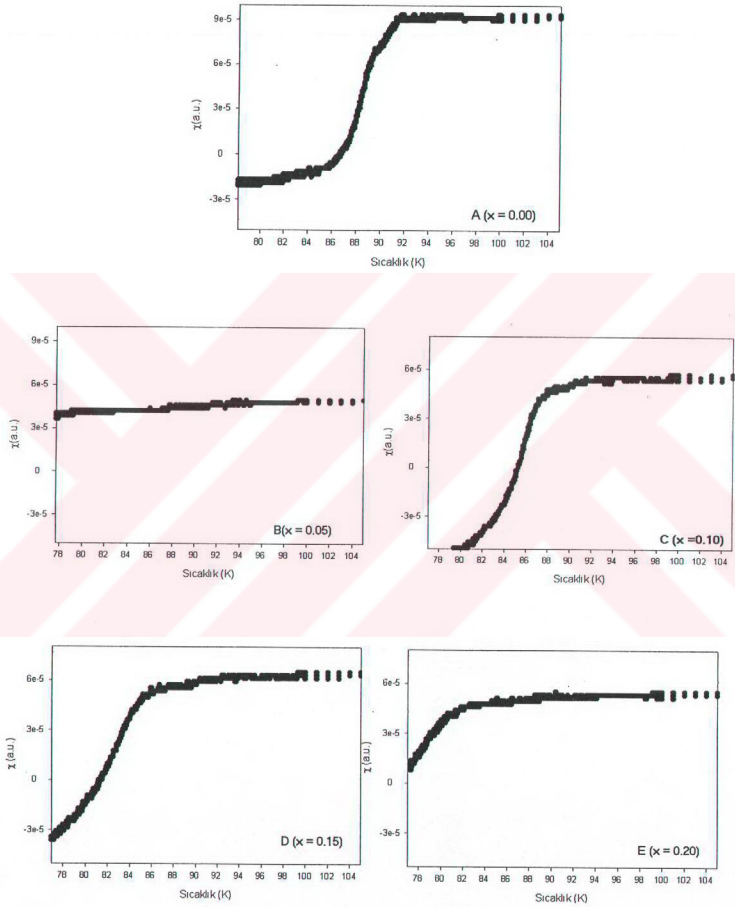 9e-5
6e-5
3e-5
0
-3e-5
χ(a.u.)
A (x = 0.00)
80 82 84 86 88 90 92 94 96 98 100 102 104
Sıcaklık (K)
9e-5
6e-5
3e-5
0
-3e-5
χ(a.u.)
B(x = 0.05)
78 80 82 84 86 88 90 92 94 96 98 100 102 104
Sıcaklık (K)
6e-5
3e-5
0
-3e-5
χ(a.u.)
C (x =0.10)
78 80 82 84 86 88 90 92 94 96 98 100 102 104
Sıcaklık (K)
6e-5
3e-5
0
-3e-5
χ (a.u.)
D (x = 0.15)
78 80 82 84 86 88 90 92 94 96 98 100 102 104
Sıcaklık (K)
6e-5
3e-5
0
-3e-5
χ (a.u.)
E (x = 0.20)
78 80 82 84 86 88 90 92 94 96 98 100 102 104
Sıcaklık (K)